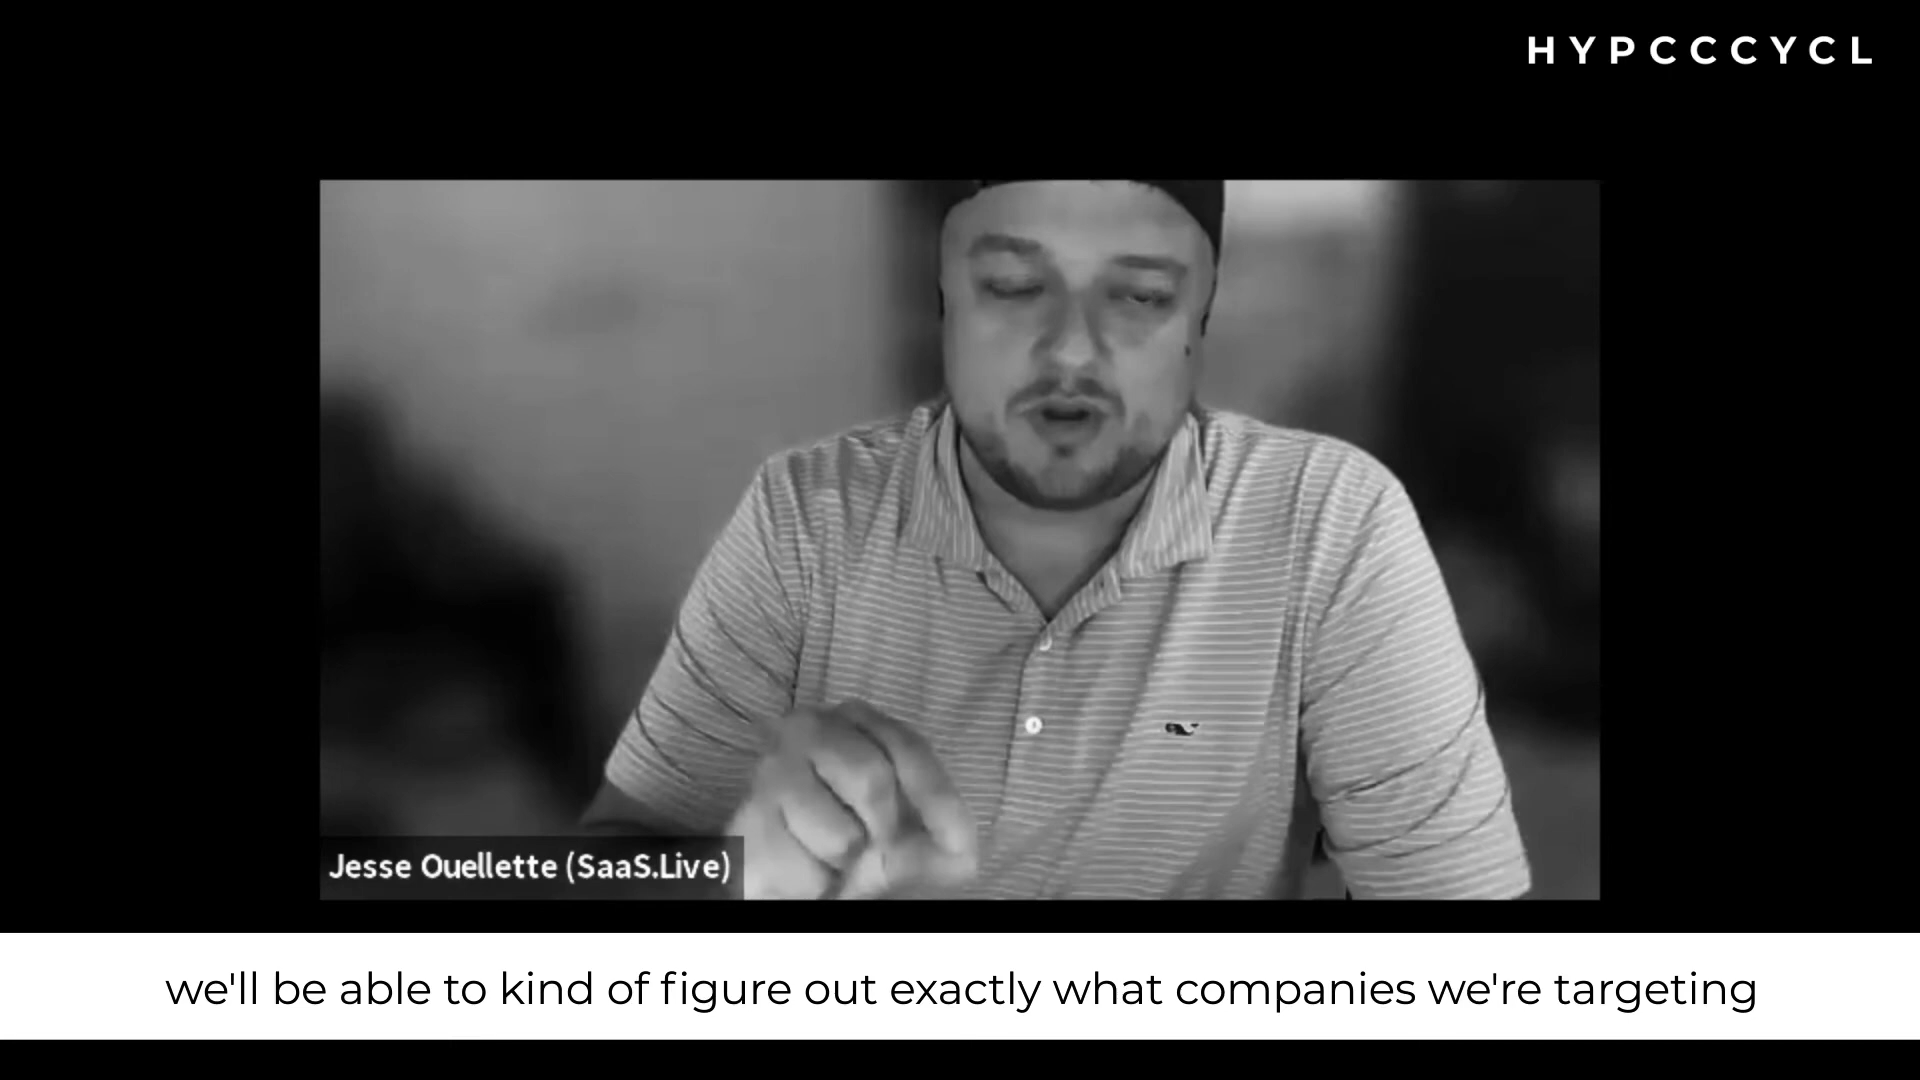 HYPCCCYCL
Jesse Ouellette (SaaS.Live)
we'll be able to kind of figure out exactly what companies we're targeting